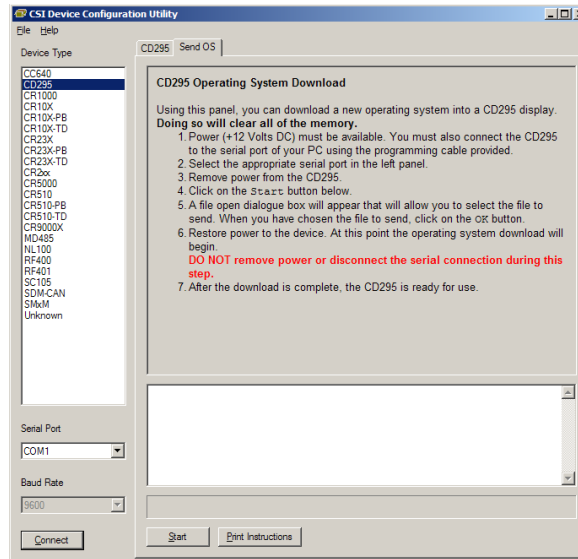 CSI Device Configuration Utility
File Help
Device Type
CC640
CD295
CR1000
CR10X
CR10X-PB
CR10X-TD
CR23X
CR23X-PB
CR23X-TD
CR2xx
CR5000
CR510
CR510-PB
CR510-TD
CR9000X
MD485
NL100
RF400
RF401
SC105
SDM-CAN
SMxM
Unknown
Serial Port
COM1
Baud Rate
9600
Connect
CD295 Send OS
CD295 Operating System Download
Using this panel, you can download a new operating system into a CD295 display.
Doing so will clear all of the memory.
1. Power (+12 Volts DC) must be available. You must also connect the CD295
to the serial port of your PC using the programming cable provided.
2. Select the appropriate serial port in the left panel.
3. Remove power from the CD295.
4. Click on the Start button below.
5. A file open dialogue box will appear that will allow you to select the file to
send. When you have chosen the file to send, click on the OK button.
6. Restore power to the device. At this point the operating system download will
begin.
DO NOT remove power or disconnect the serial connection during this
step.
7. After the download is complete, the CD295 is ready for use.
Start Print Instructions